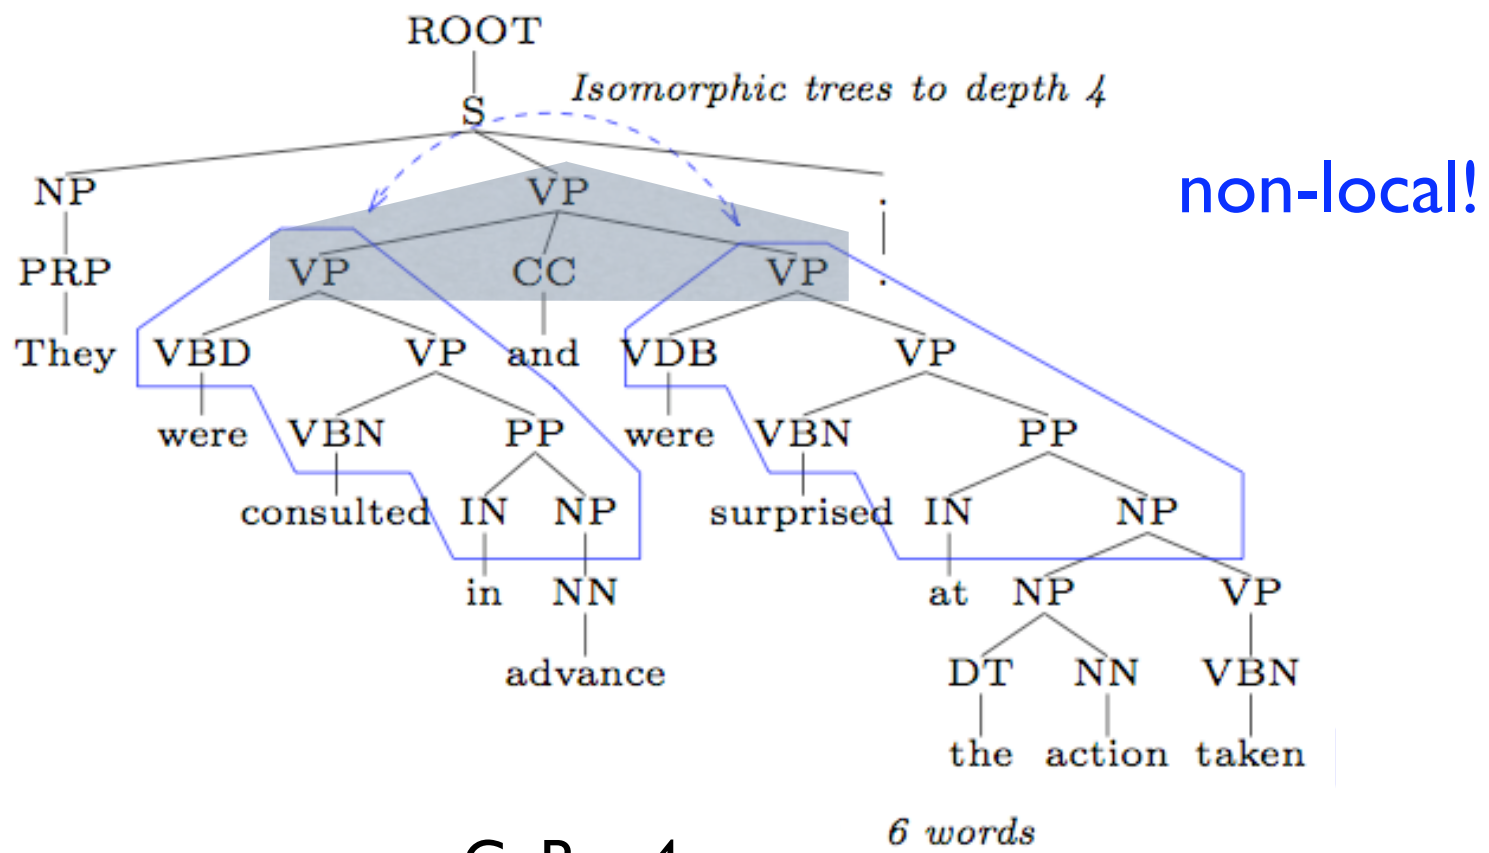 ROOT
Isomorphic trees to depth 4
S
NP VP .
non-local!
PRP VP CC VP .
They VBD VP and VDB VP
were VBN PP were VBN PP
consulted IN NP surprised IN NP
in NN at NP VP
advance DT NN VBN
the action taken
6 words